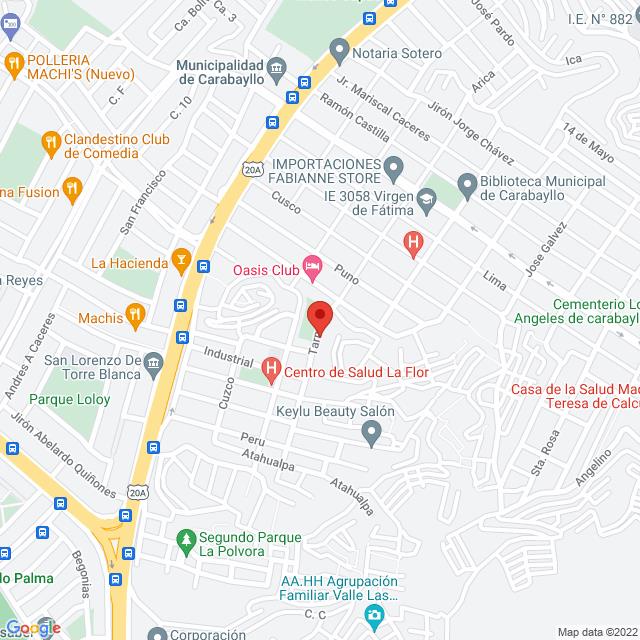 Ca. Bolí
Ca. 3
José Pardo
I.E. N° 882
POLLERIA
MACHI'S (Nuevo)
Municipalidad
de Carabayllo
Notaria Sotero
Ica
Arica
C. F
C. 10
Jr. Mariscal Caceres
Ramón Castilla
Jirón Jorge Chávez
14 de Mayo
Clandestino Club
de Comedia
20A
IMPORTACIONES
FABIANNE STORE
Biblioteca Municipal
de Carabayllo
na Fusion
San Francisco
Cusco
IE 3058 Virgen
de Fátima
La Hacienda
Oasis Club
Puno
Lima
Jose Galvez
a Reyes
Cementerio Lo
Angeles de carabayl
Machis
Tarm
Andres A Caceres
San Lorenzo De
Torre Blanca
Industrial
Centro de Salud La Flor
Casa de la Salud Mad
Teresa de Calcu
Parque Loloy
Cuzco
Keylu Beauty Salón
Jirón Abelardo Quiñones
Peru
Atahualpa
Atahualpa
Sta. Rosa
Angelino
20A
Segundo Parque
La Polvora
lo Palma
Begonias
AA.HH Agrupación
Familiar Valle Las...
C. C
Corporación
Google
Map data ©2022